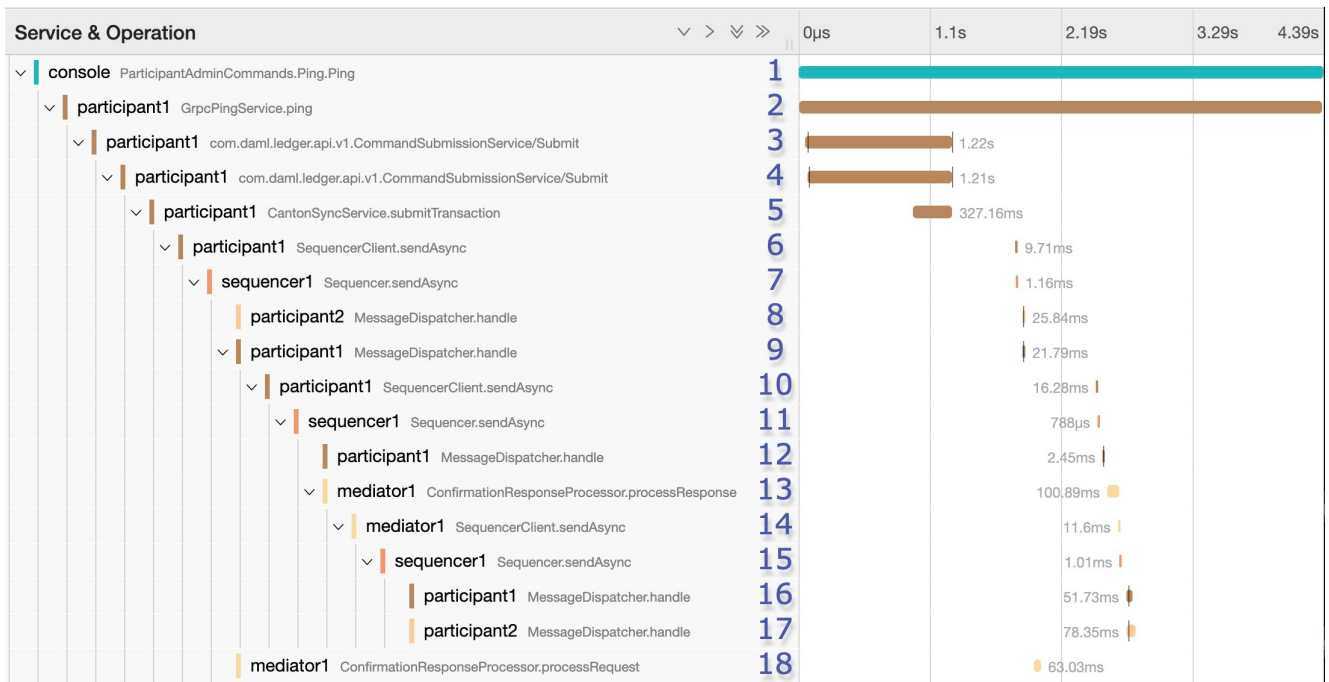 Service & Operation 0µs 1.1s 2.19s 3.29s 4.39s
console ParticipantAdminCommands.Ping.Ping 1
participant1 GrpcPingService.ping 2
participant1 com.daml.ledger.api.v1.CommandSubmissionService/Submit 3 1.22s
participant1 com.daml.ledger.api.v1.CommandSubmissionService/Submit 4 1.21s
participant1 CantonSyncService.submitTransaction 5 327.16ms
participant1 SequencerClient.sendAsync 6 9.71ms
sequencer1 Sequencer.sendAsync 7 1.16ms
participant2 MessageDispatcher.handle 8 25.84ms
participant1 MessageDispatcher.handle 9 21.79ms
participant1 SequencerClient.sendAsync 10 16.28ms
sequencer1 Sequencer.sendAsync 11 788µs
participant1 MessageDispatcher.handle 12 2.45ms
mediator1 ConfirmationResponseProcessor.processResponse 13 100.89ms
mediator1 SequencerClient.sendAsync 14 11.6ms
sequencer1 Sequencer.sendAsync 15 1.01ms
participant1 MessageDispatcher.handle 16 51.73ms
participant2 MessageDispatcher.handle 17 78.35ms
mediator1 ConfirmationResponseProcessor.processRequest 18 63.03ms